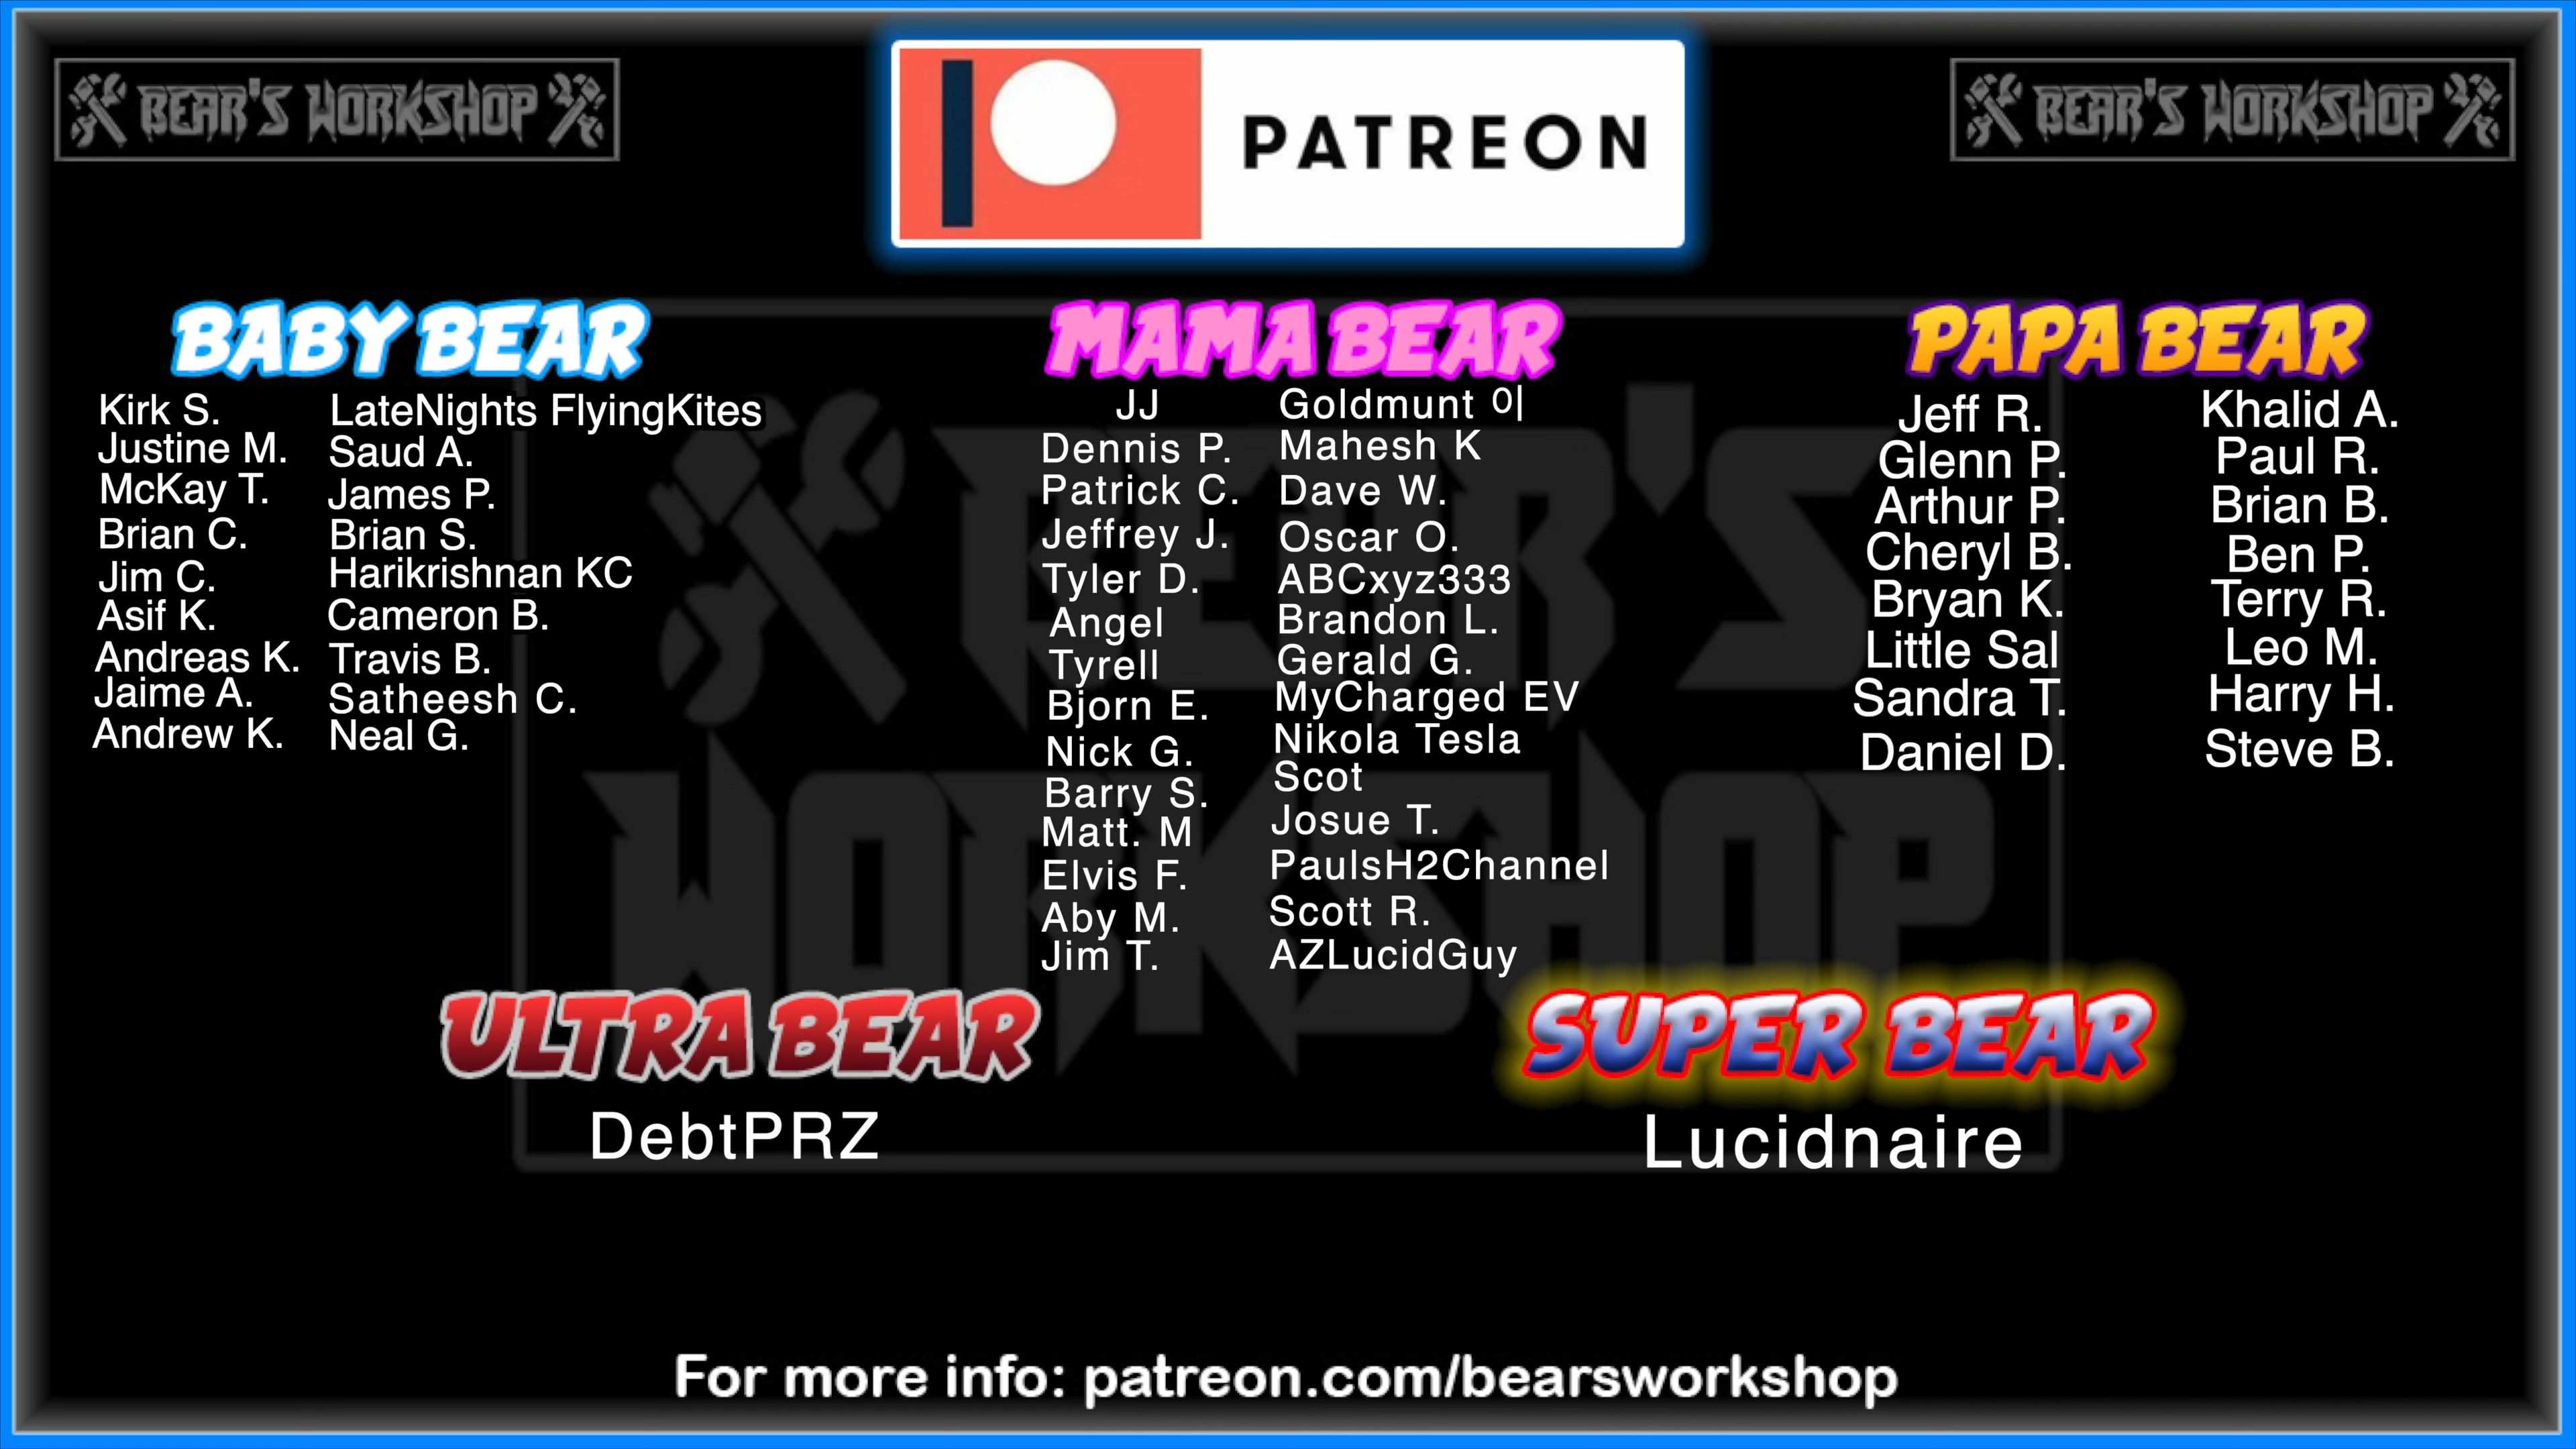 BEAR'S WORKSHOP
PATREON
BEAR'S WORKSHOP
BABY BEAR
Kirk S.
Justine M.
McKay T.
Brian C.
Jim C.
Asif K.
Andreas K.
Jaime A.
Andrew K.
LateNights FlyingKites
Saud A.
James P.
Brian S.
Harikrishnan KC
Cameron B.
Travis B.
Satheesh C.
Neal G.
MAMA BEAR
JJ
Dennis P.
Patrick C.
Jeffrey J.
Tyler D.
Angel
Tyrell
Bjorn E.
Nick G.
Barry S.
Matt. M
Elvis F.
Aby M.
Jim T.
Goldmunt 이
Mahesh K
Dave W.
Oscar O.
ABCxyz333
Brandon L.
Gerald G.
MyCharged EV
Nikola Tesla
Scot
Josue T.
PaulsH2Channel
Scott R.
AZLucidGuy
PAPA BEAR
Jeff R.
Glenn P.
Arthur P.
Cheryl B.
Bryan K.
Little Sal
Sandra T.
Daniel D.
Khalid A.
Paul R.
Brian B.
Ben P.
Terry R.
Leo M.
Harry H.
Steve B.
BEAR'S
WORKSHOP
ULTRA BEAR
DebtPRZ
SUPER BEAR
Lucidnaire
For more info: patreon.com/bearsworkshop